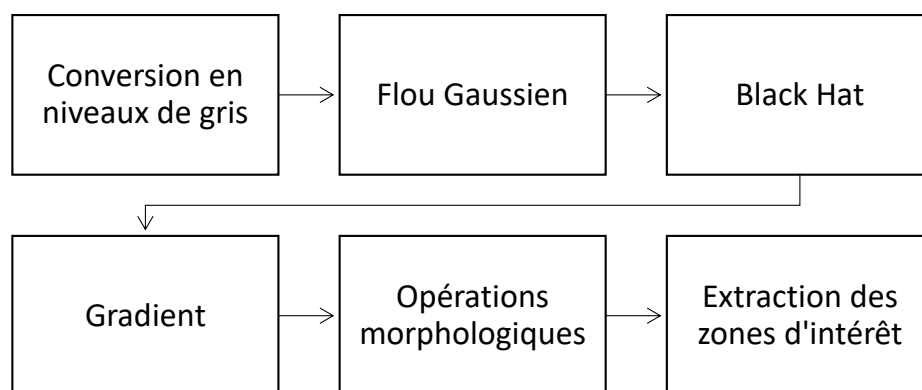 Conversion en
niveaux de gris
Flou Gaussien
Black Hat
Gradient
Opérations
morphologiques
Extraction des
zones d'intérêt